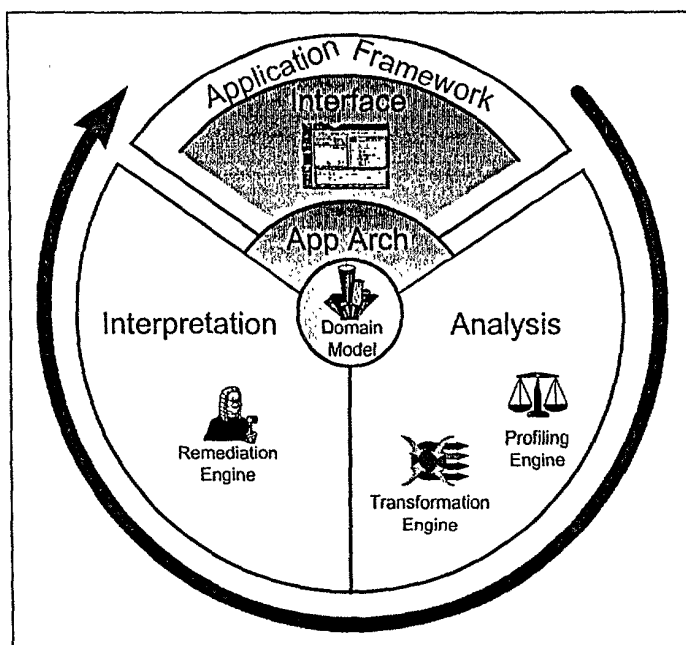 Application Framework
Interface
App Arch
Domain
Model
Interpretation
Analysis
Remediation
Engine
Profiling
Engine
Transformation
Engine